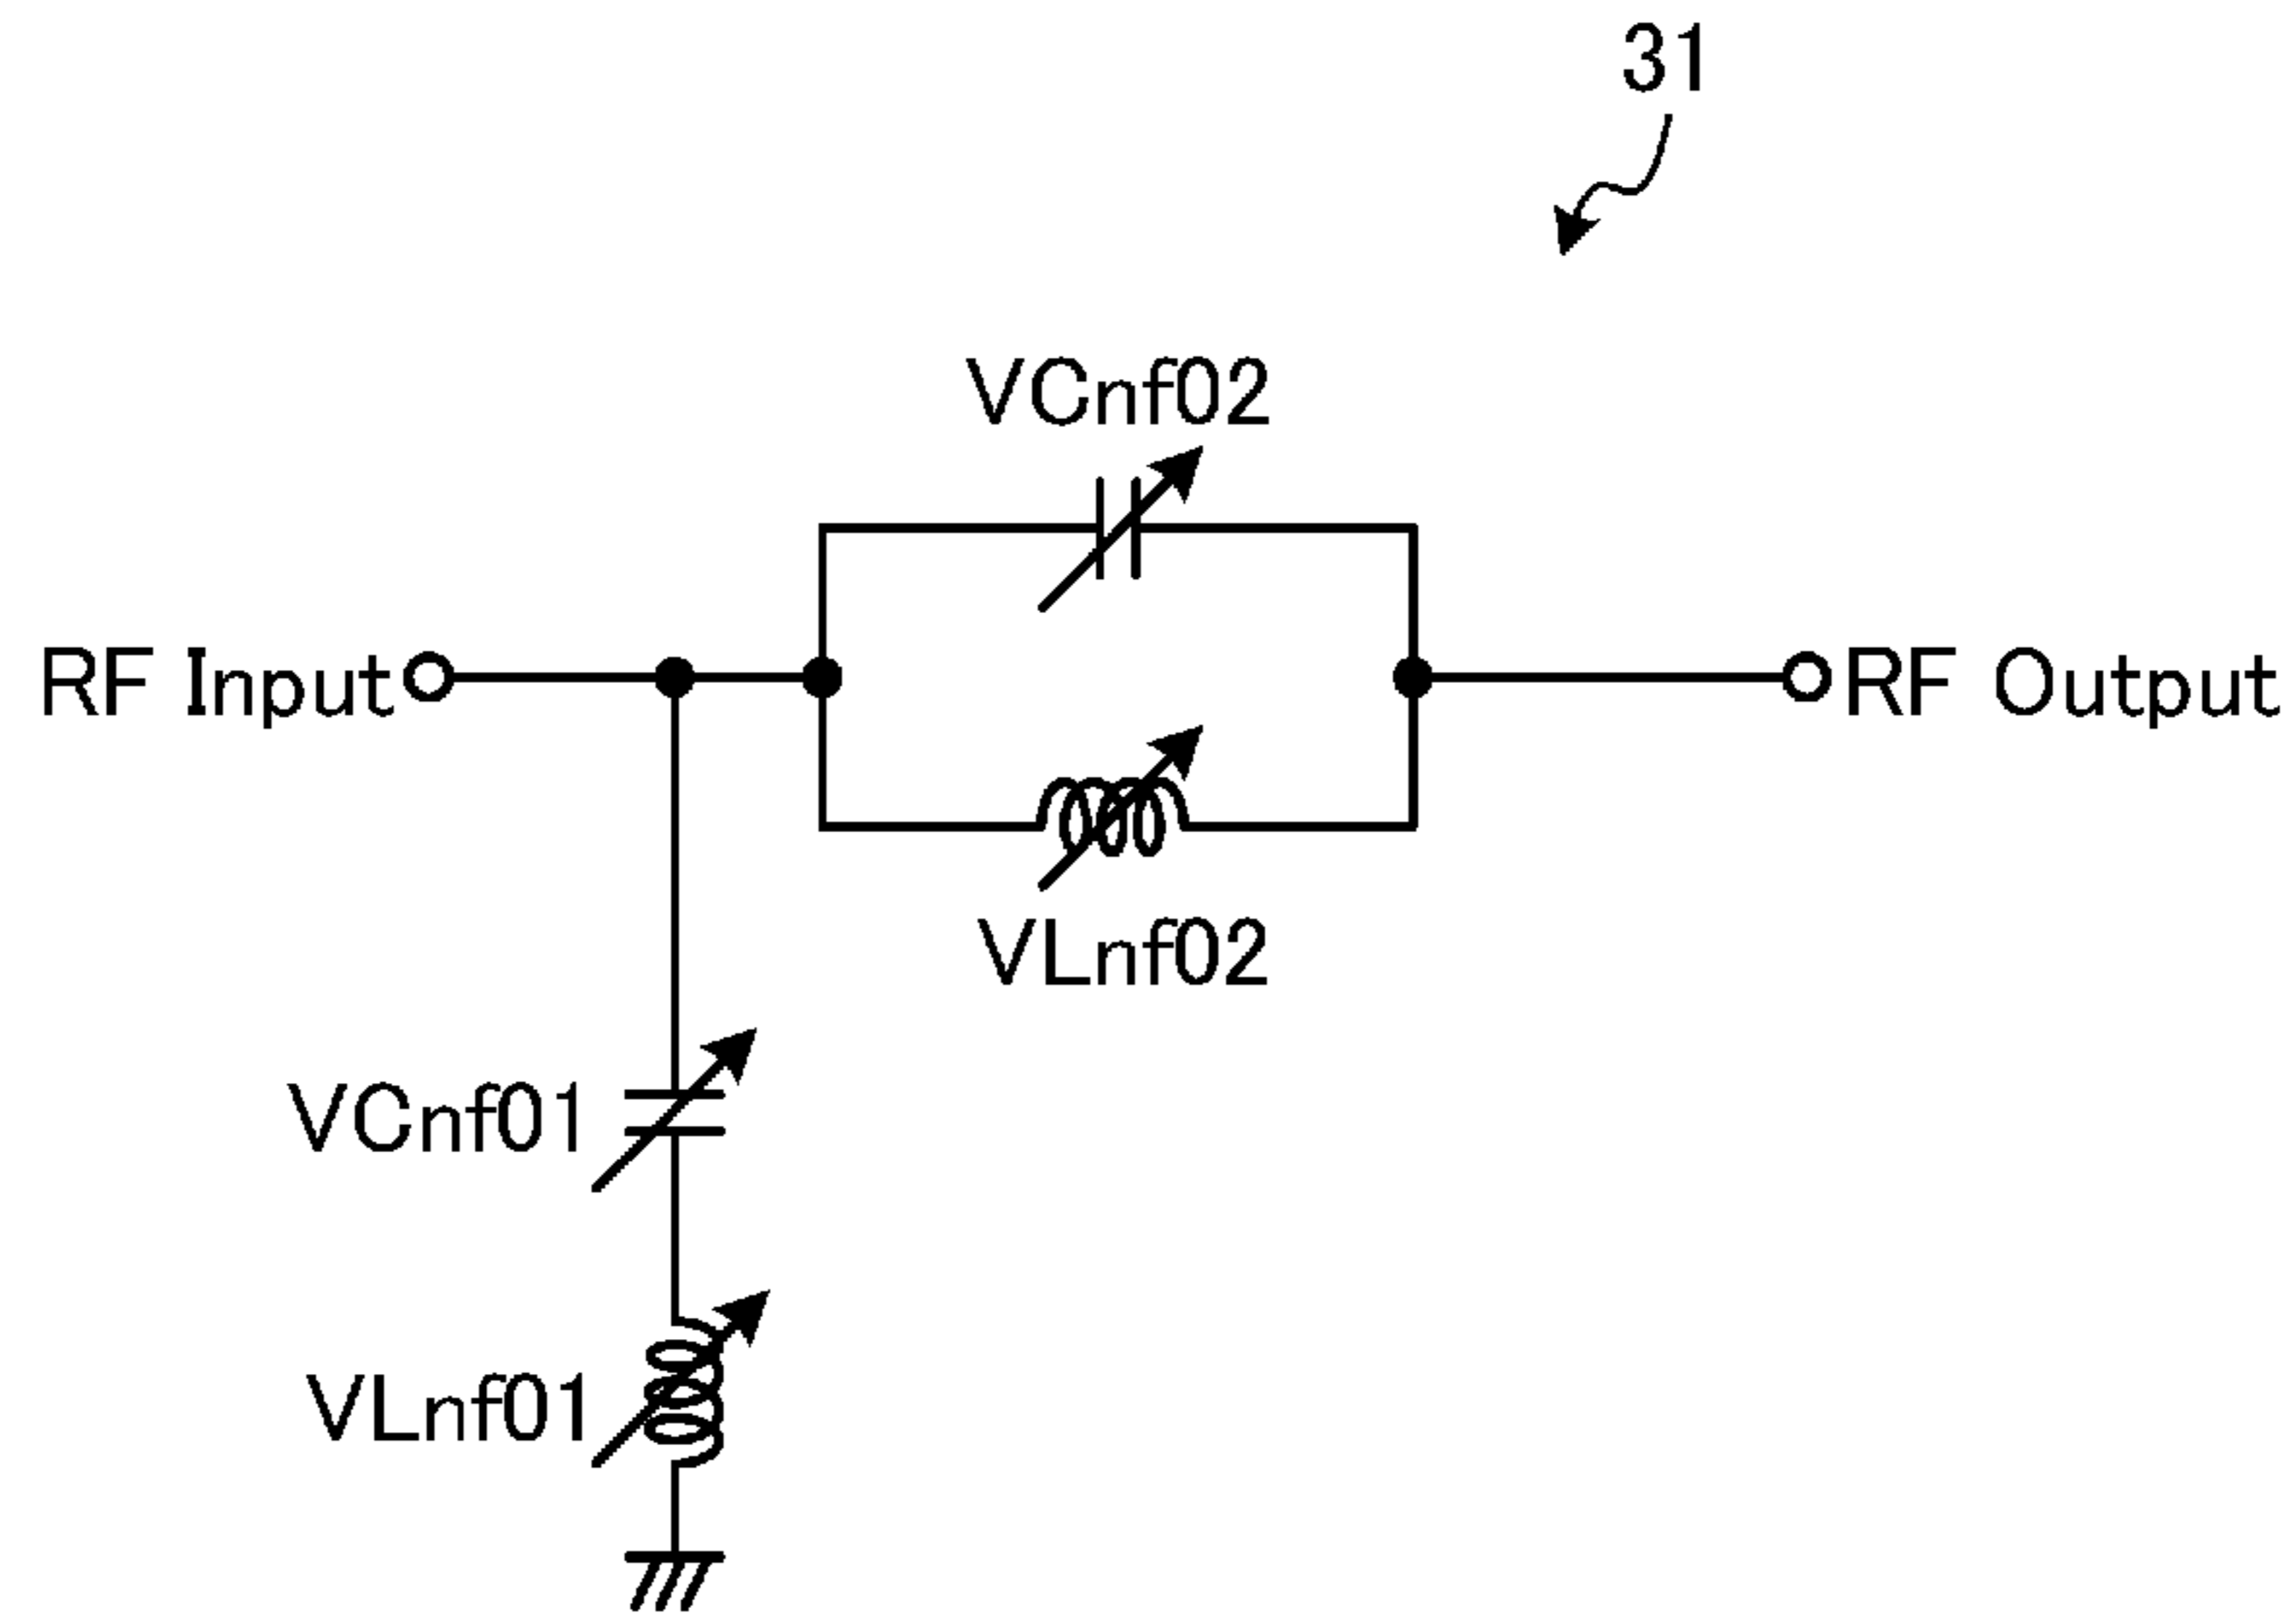 31
VCnf02
RF Input
RF Output
VLnf02
VCnf01
VLnf01